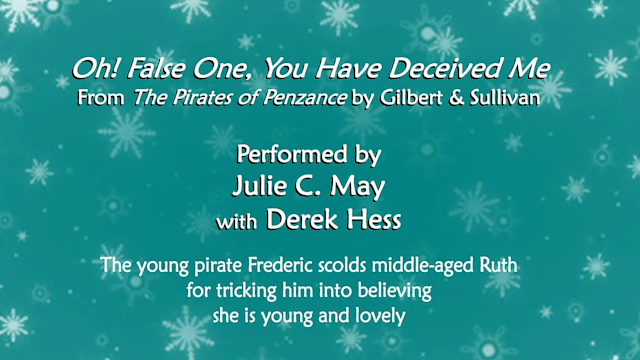 Oh! False One, You Have Deceived Me
From The Pirates of Penzance by Gilbert & Sullivan
Performed by
Julie C. May
with Derek Hess
The young pirate Frederic scolds middle-aged Ruth
for tricking him into believing
she is young and lovely